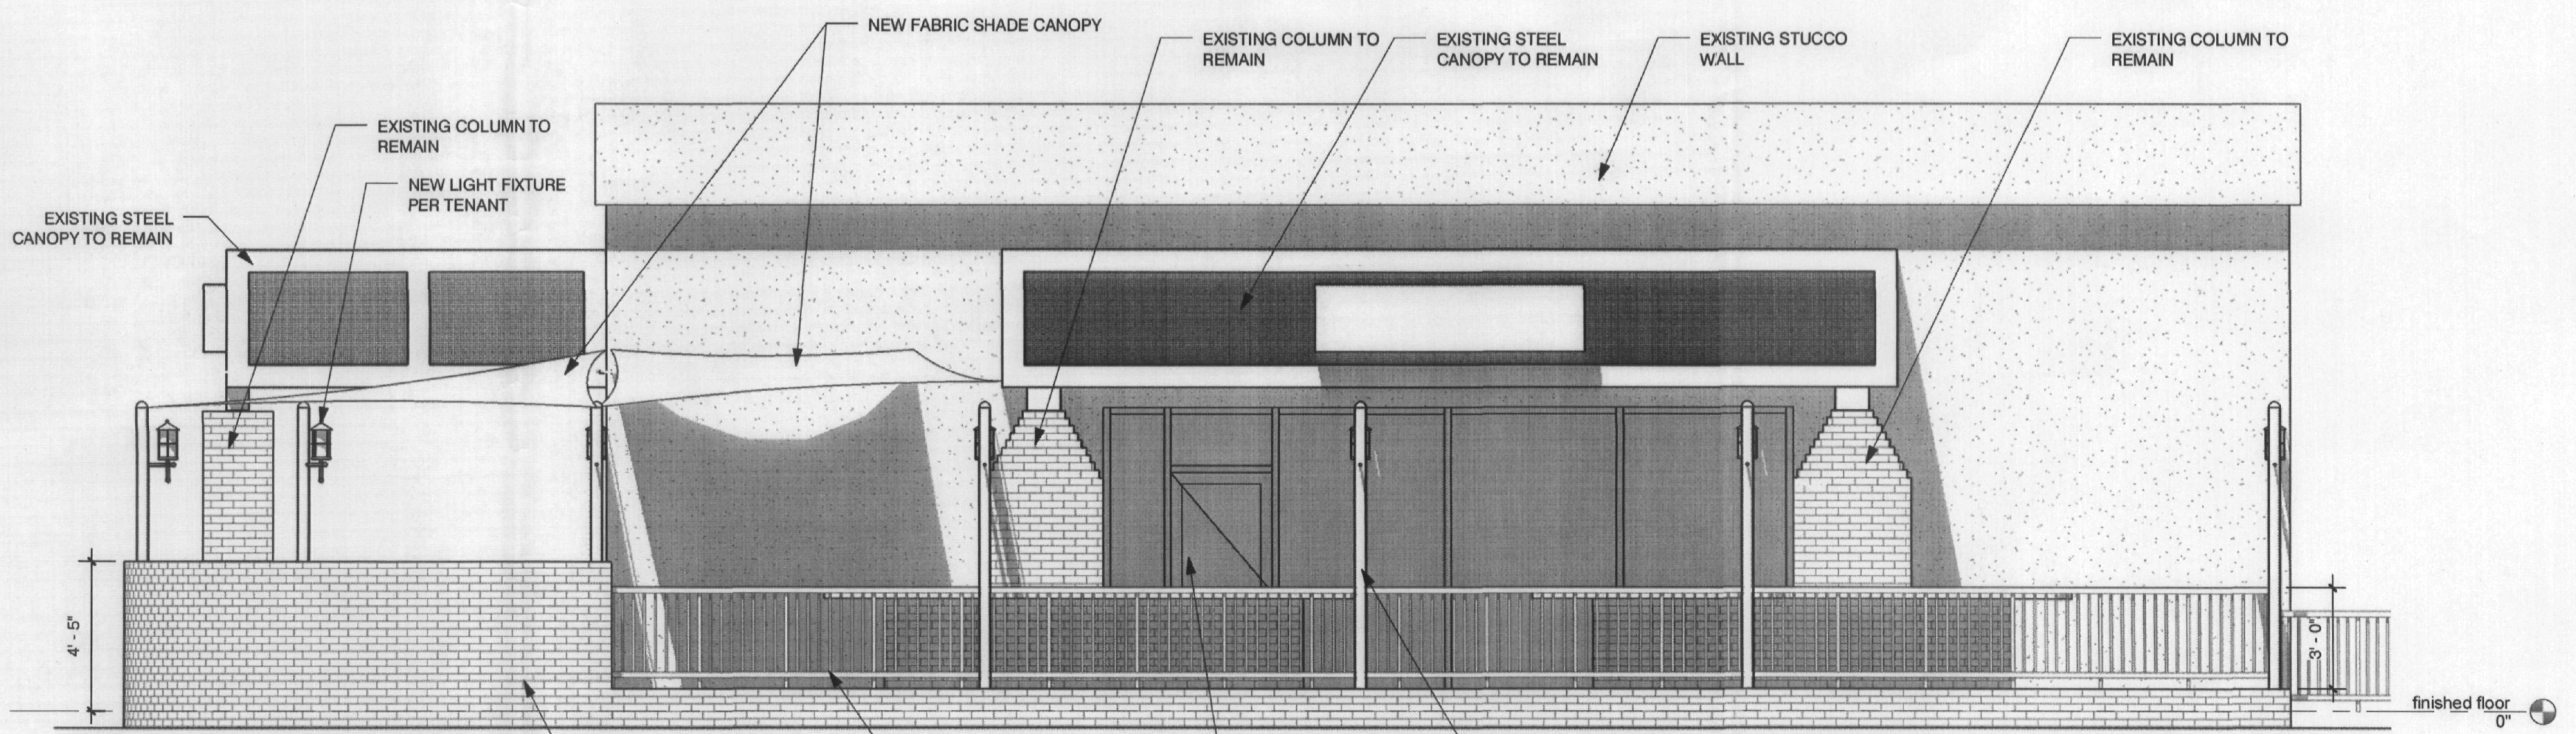 NEW FABRIC SHADE CANOPY
EXISTING COLUMN TO
REMAIN
EXISTING STEEL
CANOPY TO REMAIN
EXISTING STUCCO
WALL
EXISTING COLUMN TO
REMAIN
EXISTING COLUMN TO
REMAIN
NEW LIGHT FIXTURE
PER TENANT
EXISTING STEEL
CANOPY TO REMAIN
4' - 5"
3' - 0"
finished floor
0"